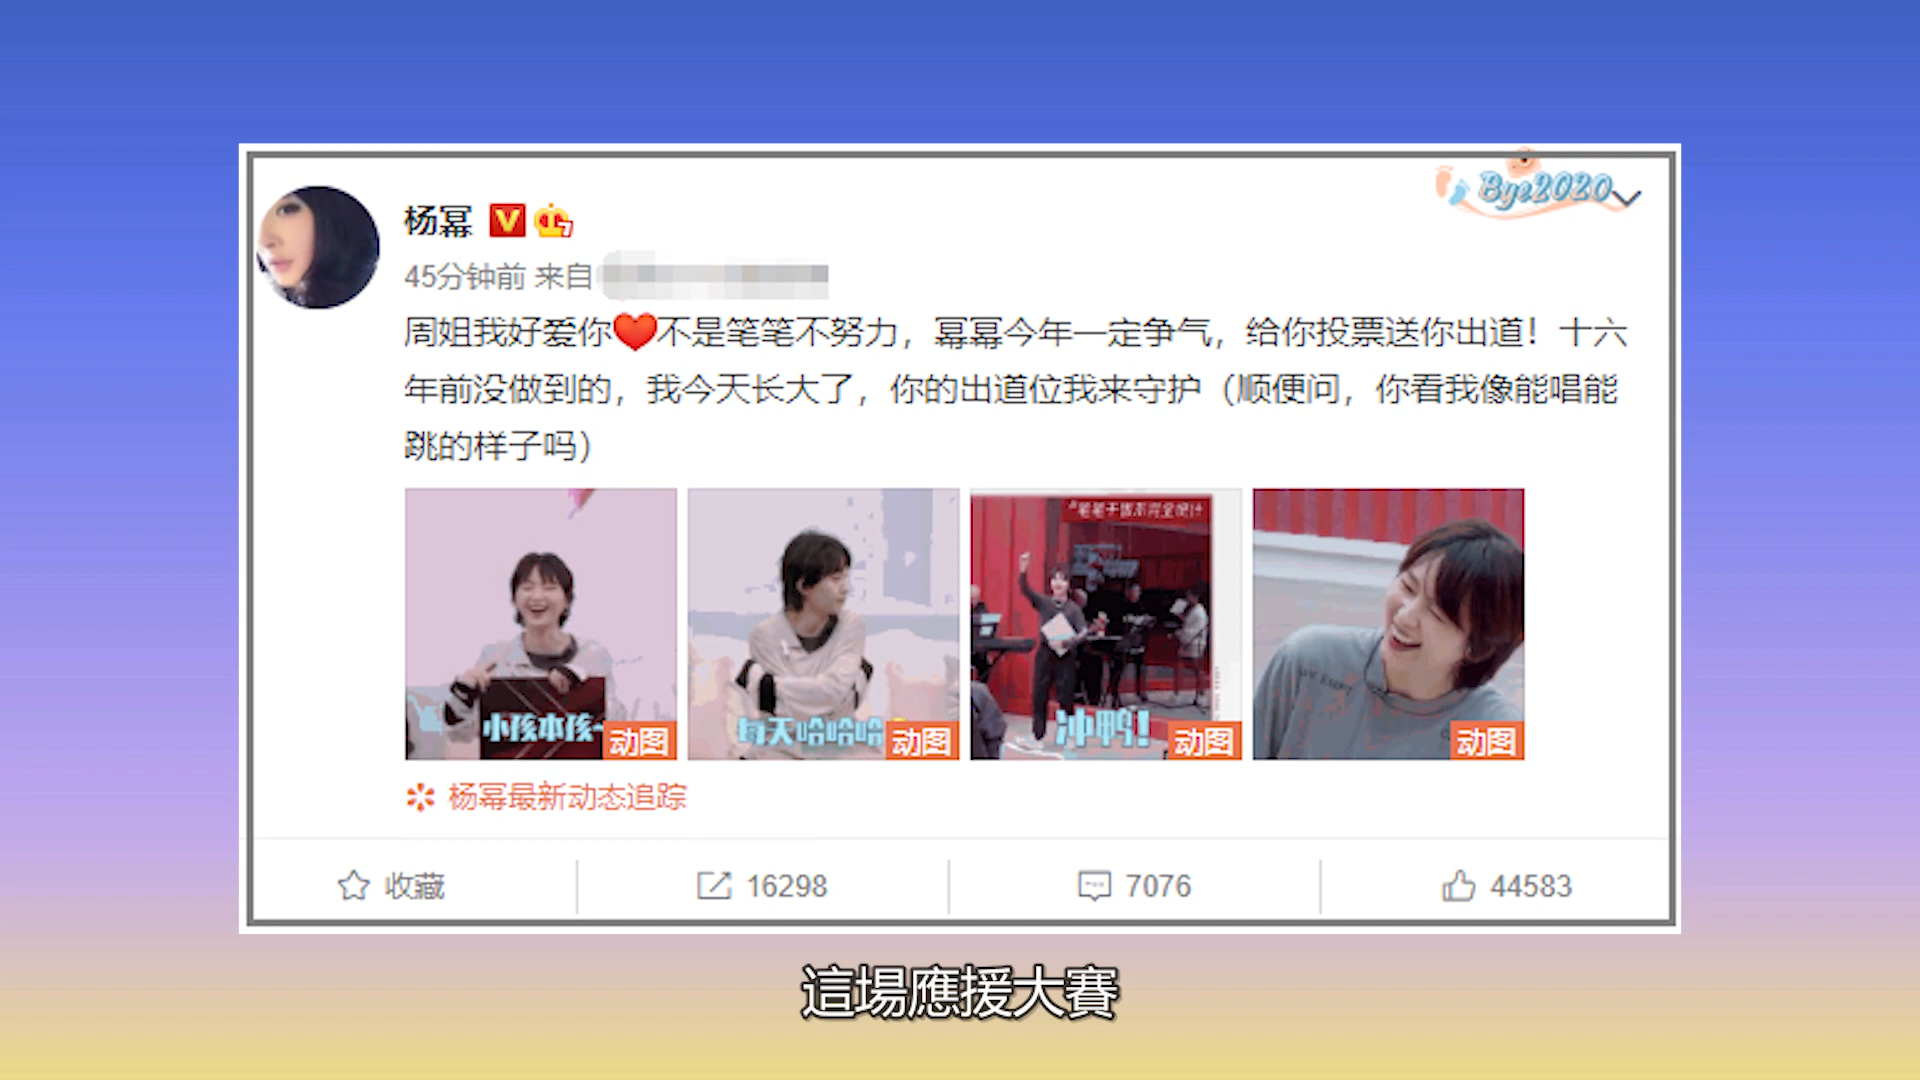 Bye2020
杨幂
45分钟前 来自
周姐我好爱你❤不是笔笔不努力，幂幂今年一定争气，给你投票送你出道！十六
年前没做到的，我今天长大了，你的出道位我来守护（顺便问，你看我像能唱能
跳的样子吗）
小孩本孩
动图
每天哈哈哈
动图
冲鸭!
动图
动图
杨幂最新动态追踪
收藏
16298
7076
44583
這場應援大賽